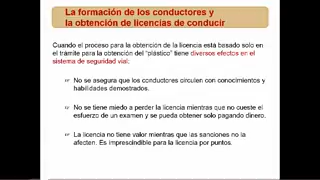 La formación de los conductores y
la obtención de licencias de conducir
Cuando el proceso para la obtención de la licencia está basado solo en
el trámite para la obtención del "plástico" tiene diversos efectos en el
sistema de seguridad vial:
No se asegura que los conductores circulen con conocimientos y
habilidades demostrados.
No se tiene miedo a perder la licencia mientras que no cueste el
esfuerzo de un examen y se pueda obtener solo pagando dinero.
La licencia no tiene valor mientras que las sanciones no la
afecten. Es imprescindible para la licencia por puntos.